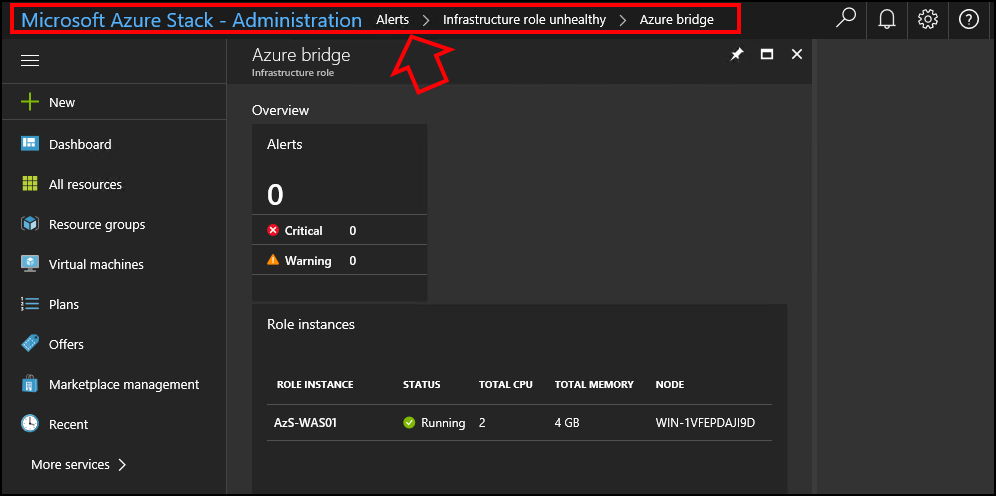 Microsoft Azure Stack - Administration Alerts Infrastructure role unhealthy Azure bridge
Azure bridge
Infrastructure role
New
Dashboard
All resources
Resource groups
Virtual machines
Plans
Offers
Marketplace management
Recent
More services
Overview
Alerts
0
Critical 0
Warning 0
Role instances
ROLE INSTANCE STATUS TOTAL CPU TOTAL MEMORY NODE
AzS-WAS01 Running 2 4 GB WIN-1VFEPDAJI9D